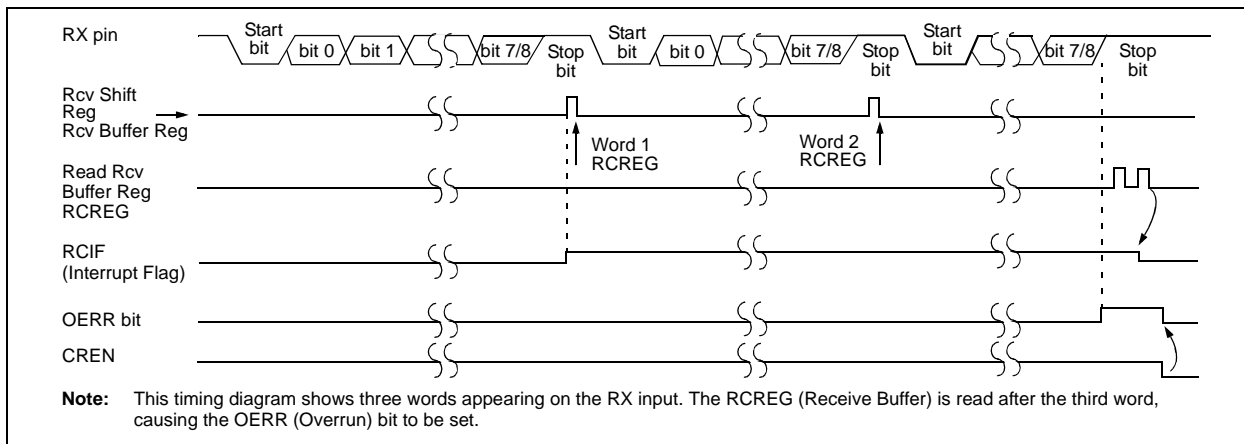 RX pin
Start
bit
bit 0
bit 1
bit 7/8
Stop
bit
Start
bit
bit 0
bit 7/8
Stop
bit
Start
bit
bit 7/8
Stop
bit
Rcv Shift
Reg
Rcv Buffer Reg
Word 1
RCREG
Word 2
RCREG
Read Rcv
Buffer Reg
RCREG
RCIF
(Interrupt Flag)
OERR bit
CREN
Note: This timing diagram shows three words appearing on the RX input. The RCREG (Receive Buffer) is read after the third word,
causing the OERR (Overrun) bit to be set.